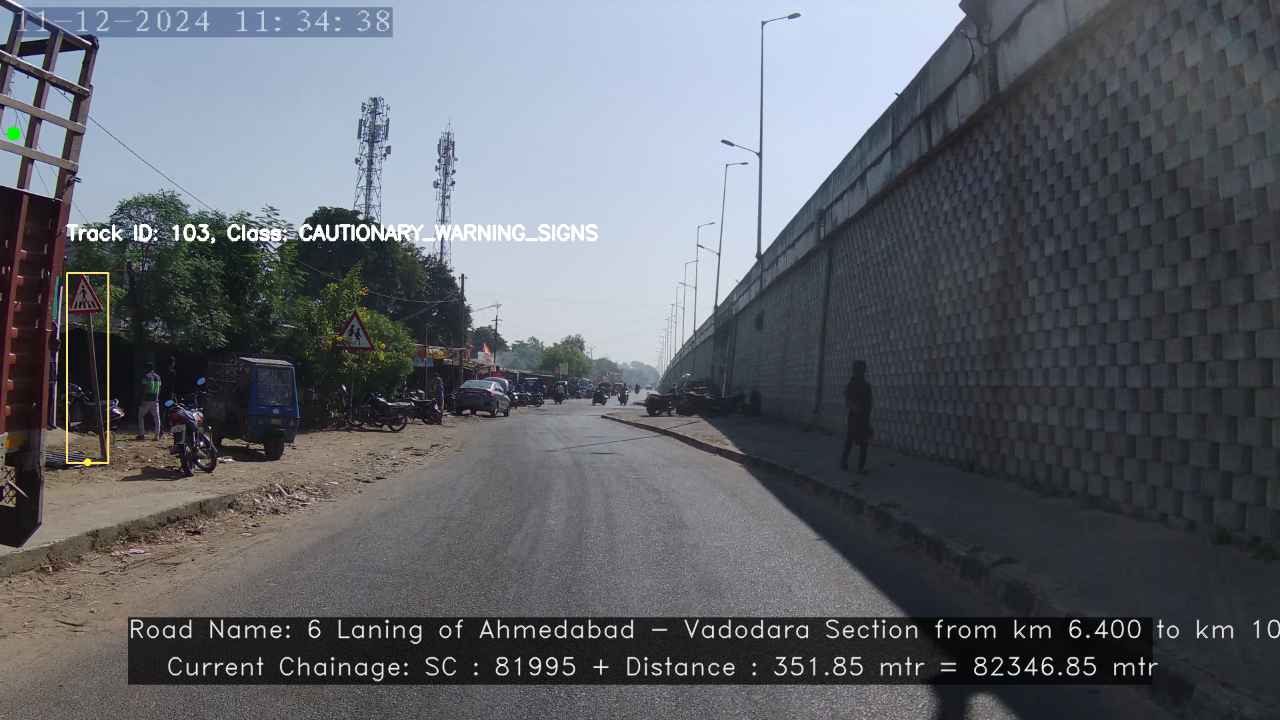 11-12-2024 11:34:38
Track ID: 103, Class: CAUTIONARY_WARNING_SIGNS
Road Name: 6 Laning of Ahmedabad - Vadodara Section from km 6.400 to km 10
Current Chainage: SC : 81995 + Distance : 351.85 mtr = 82346.85 mtr